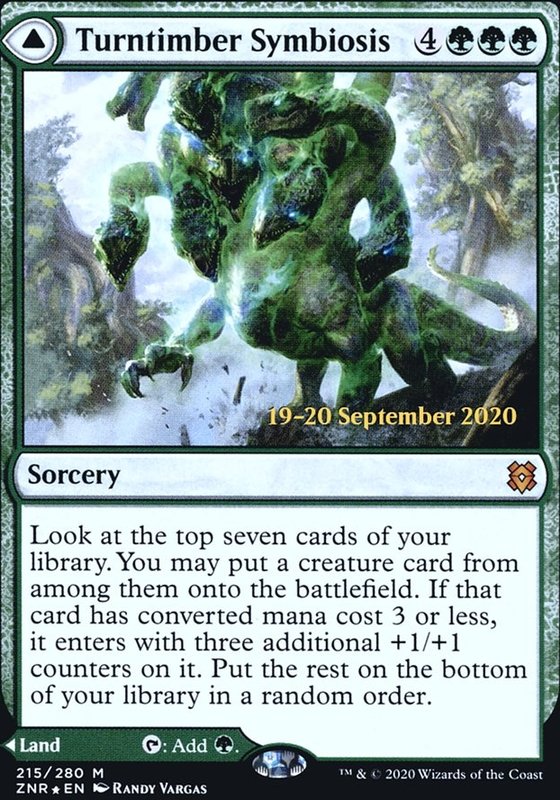 Turntimber Symbiosis 4
19–20 September 2020
Sorcery
Look at the top seven cards of your
library. You may put a creature card from
among them onto the battlefield. If that
card has converted mana cost 3 or less,
it enters with three additional +1/+1
counters on it. Put the rest on the bottom
of your library in a random order.
Land : Add .
215/280 M
ZNR★EN Randy Vargas
™ & © 2020 Wizards of the Coast